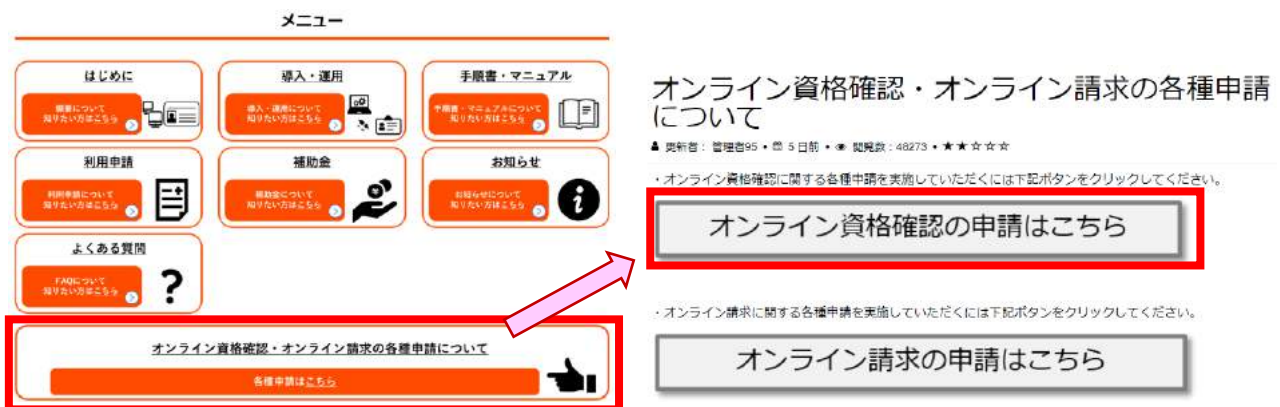 メニュー
はじめに
概要について
知りたい方はこちら
導入・運用
導入・運用について
知りたい方はこちら
手順書・マニュアル
手順書・マニュアルについて
知りたい方はこちら
利用申請
利用申請について
知りたい方はこちら
補助金
補助金について
知りたい方はこちら
お知らせ
お知らせについて
知りたい方はこちら
よくある質問
FAQについて
知りたい方はこちら
オンライン資格確認・オンライン請求の各種申請について
各種申請はこちら
オンライン資格確認・オンライン請求の各種申請
について
更新者: 管理者95 • 5 日前 • 閲覧数:48273 • ★★☆☆☆
・オンライン資格確認に関する各種申請を実施していただくには下記ボタンをクリックしてください。
オンライン資格確認の申請はこちら
・オンライン請求に関する各種申請を実施していただくには下記ボタンをクリックしてください。
オンライン請求の申請はこちら